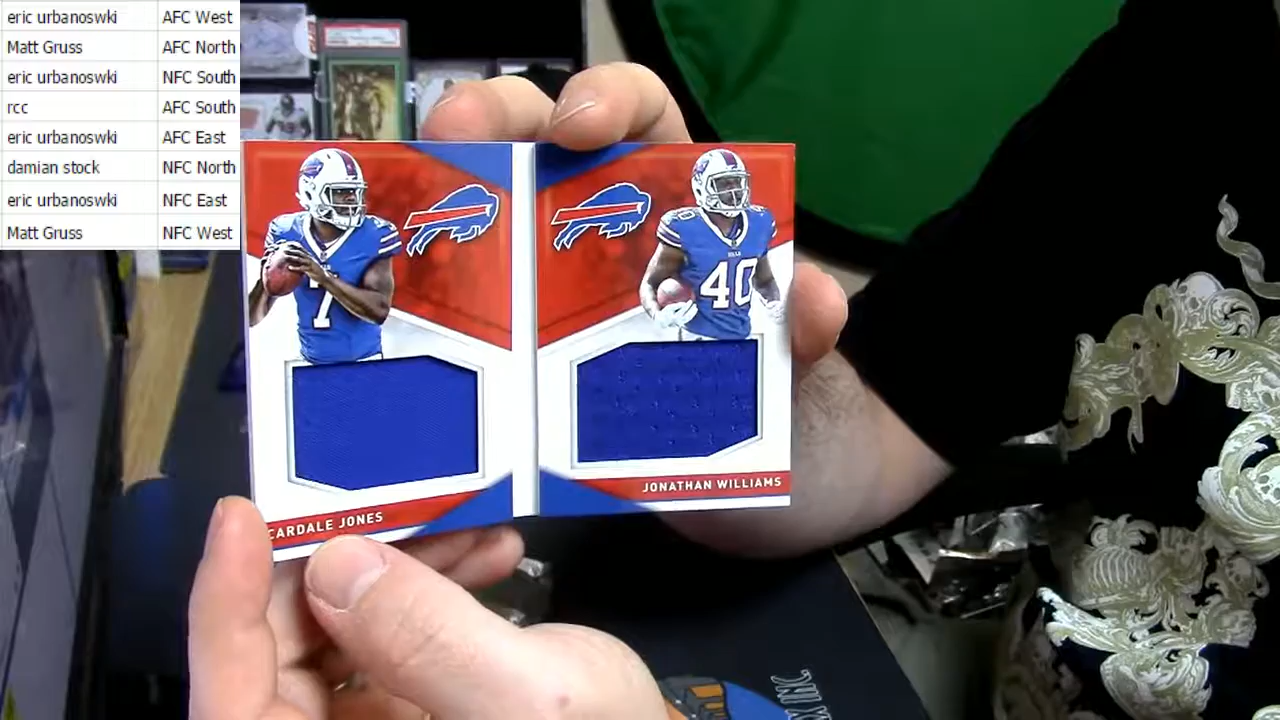 eric urbanoswki AFC West
Matt Gruss AFC North
eric urbanoswki NFC South
rcc AFC South
eric urbanoswki AFC East
damian stock NFC North
eric urbanoswki NFC East
Matt Gruss NFC West
7
40
CARDALE JONES
JONATHAN WILLIAMS
INC